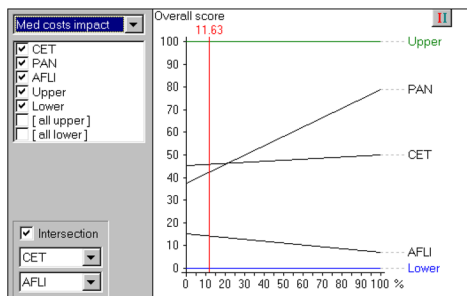 Med costs impact
CET
PAN
AFLI
Upper
Lower
[ all upper ]
[ all lower ]
Intersection
CET
AFLI
Overall score
11.63
100
90
80
70
60
50
40
30
20
10
0
0 10 20 30 40 50 60 70 80 90 100 %
Upper
PAN
CET
AFLI
Lower